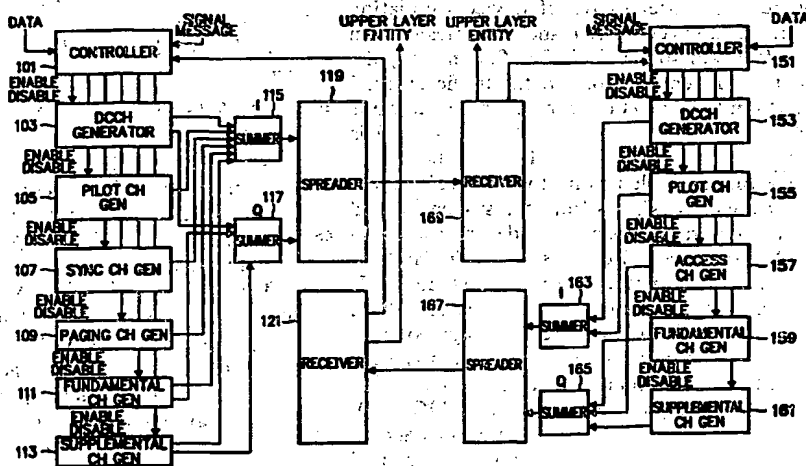 DATA
SIGNAL
MESSAGE
CONTROLLER
101
ENABLE
DISABLE
DCCH
GENERATOR
103
ENABLE
DISABLE
PILOT CH
GEN
105
ENABLE
DISABLE
SYNC CH GEN
107
ENABLE
DISABLE
PAGING CH GEN
109
ENABLE
DISABLE
FUNDAMENTAL
CH GEN
111
ENABLE
DISABLE
SUPPLEMENTAL
CH GEN
113
I
115
SUMMER
Q
117
SUMMER
119
SPREADER
121
RECEIVER
UPPER LAYER
ENTITY
UPPER LAYER
ENTITY
RECEIVER
169
167
SPREADER
I
163
SUMMER
Q
165
SUMMER
SIGNAL
MESSAGE
DATA
CONTROLLER
151
ENABLE
DISABLE
DCCH
GENERATOR
153
ENABLE
DISABLE
PILOT CH
GEN
155
ENABLE
DISABLE
ACCESS
CH GEN
157
ENABLE
DISABLE
FUNDAMENTAL
CH GEN
159
ENABLE
DISABLE
SUPPLEMENTAL
CH GEN
161